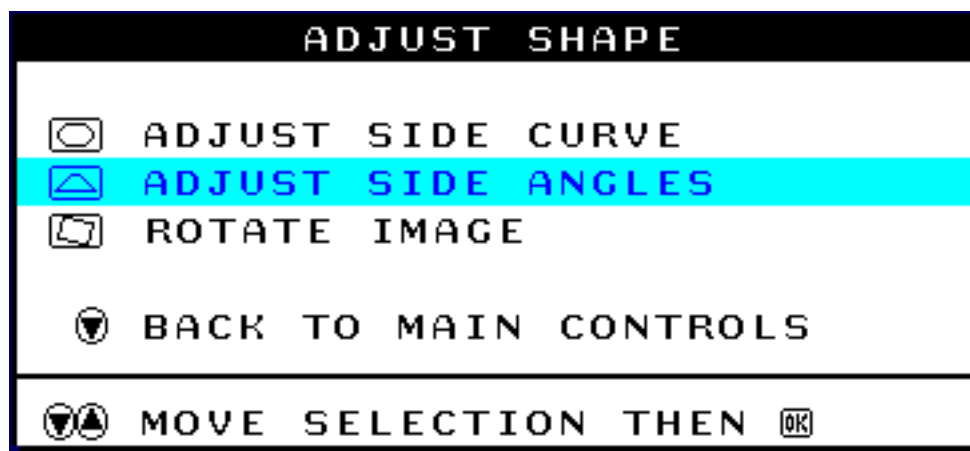 ADJUST SHAPE
ADJUST SIDE CURVE
ADJUST SIDE ANGLES
ROTATE IMAGE
BACK TO MAIN CONTROLS
MOVE SELECTION THEN OK